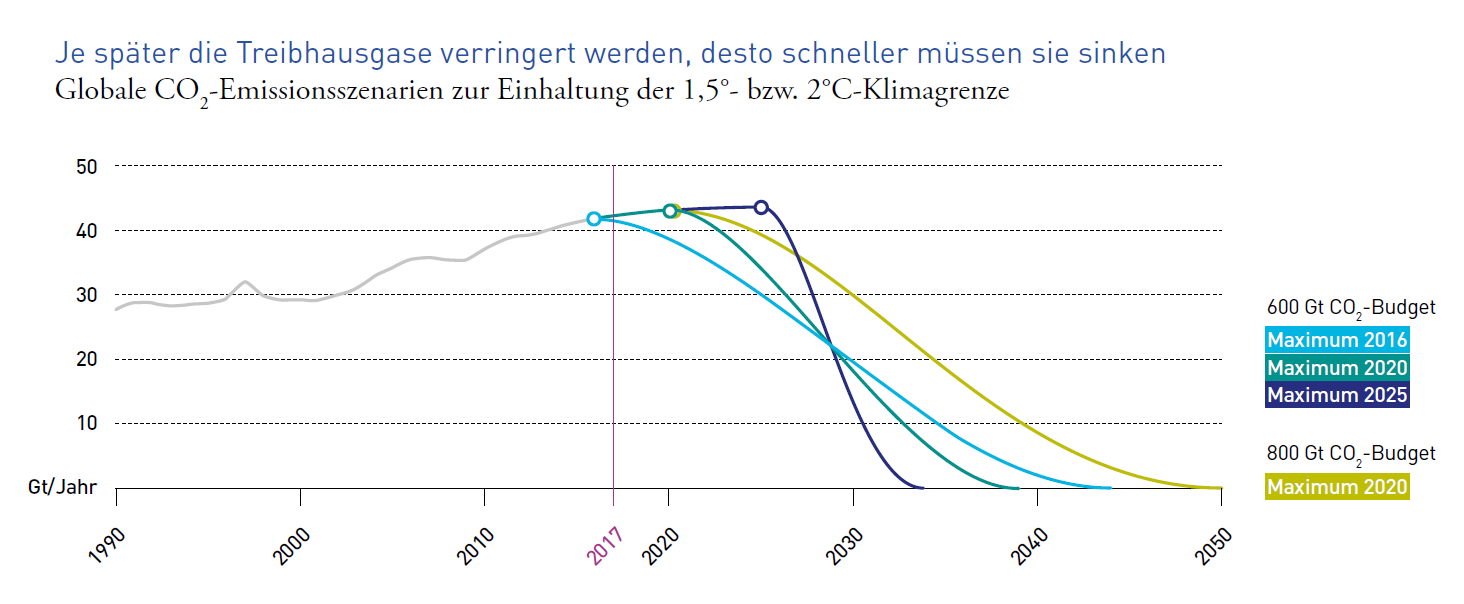 Je später die Treibhausgase verringert werden, desto schneller müssen sie sinken
Globale CO₂-Emissionsszenarien zur Einhaltung der 1,5°- bzw. 2°C-Klimagrenze
50
40
30
20
10
Gt/Jahr
1990
2000
2010
2017
2020
2030
2040
2050
600 Gt CO₂-Budget
Maximum 2016
Maximum 2020
Maximum 2025
800 Gt CO₂-Budget
Maximum 2020